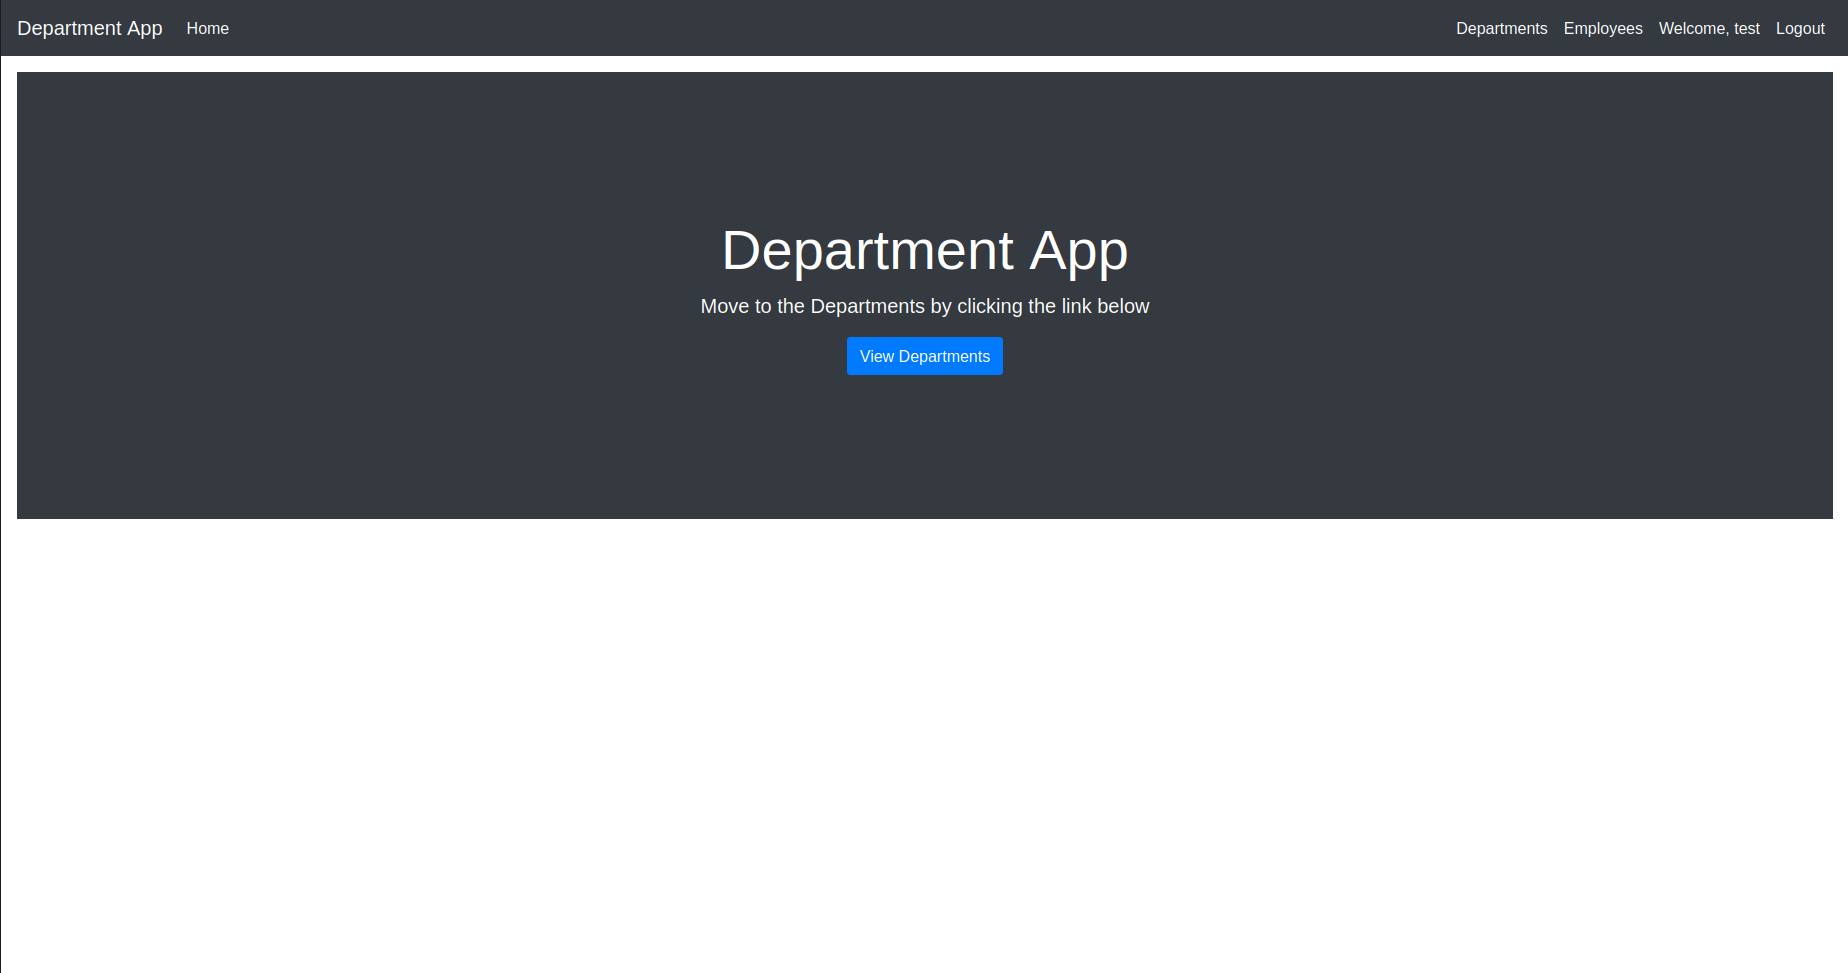 Department App Home Departments Employees Welcome, test Logout
Department App
Move to the Departments by clicking the link below
View Departments